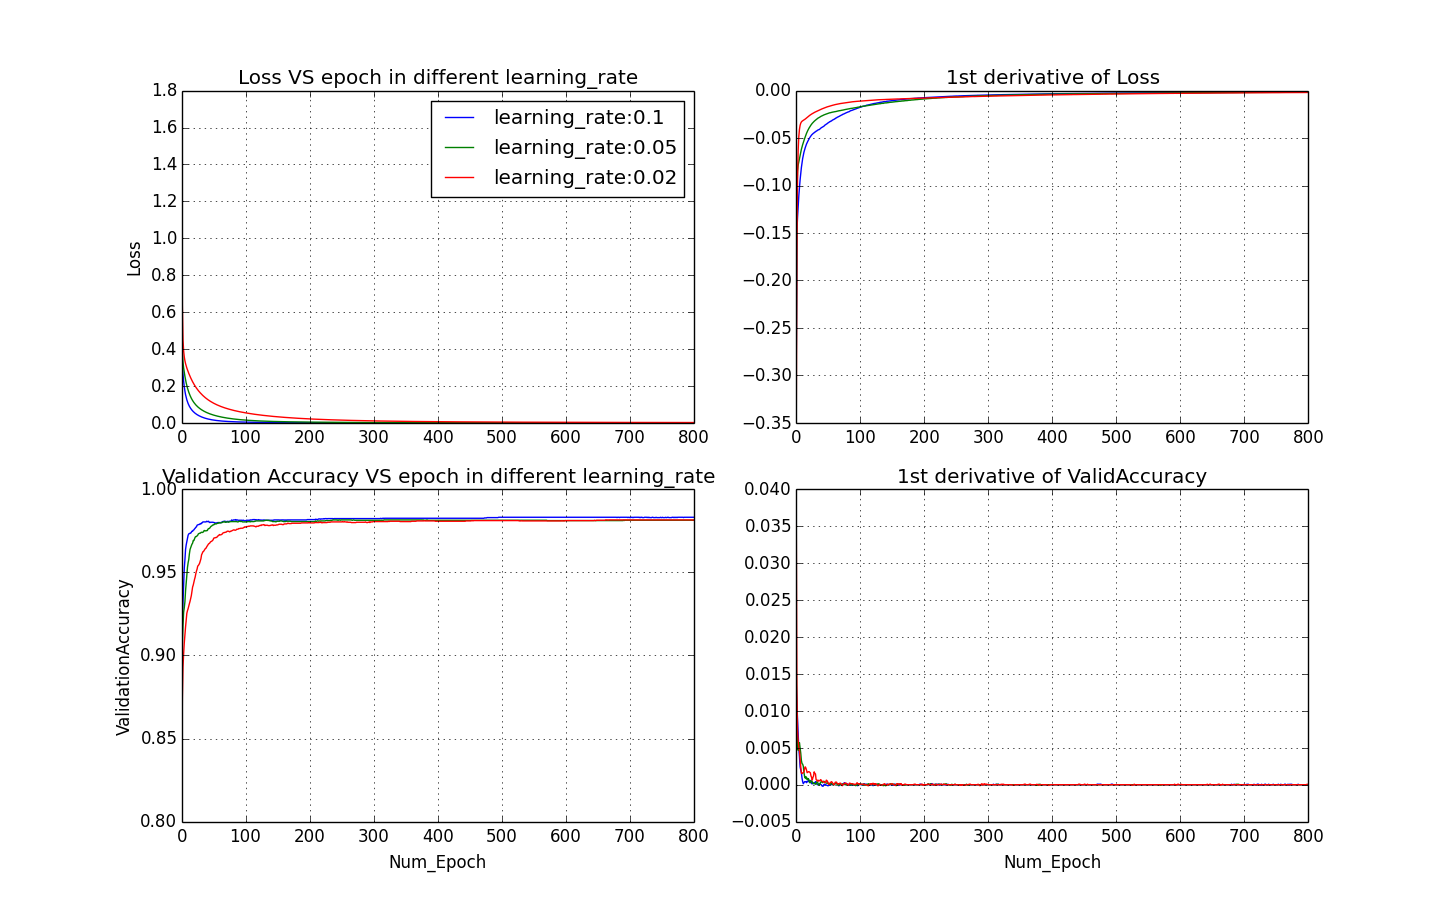 Loss VS epoch in different learning_rate
1.8
1.6
1.4
1.2
1.0
0.8
0.6
0.4
0.2
0.0
Loss
learning_rate:0.1
learning_rate:0.05
learning_rate:0.02
0 100 200 300 400 500 600 700 800
1st derivative of Loss
0.00
−0.05
−0.10
−0.15
−0.20
−0.25
−0.30
−0.35
0 100 200 300 400 500 600 700 800
Validation Accuracy VS epoch in different learning_rate
1.00
0.95
0.90
0.85
0.80
ValidationAccuracy
0 100 200 300 400 500 600 700 800
Num_Epoch
1st derivative of ValidAccuracy
0.040
0.035
0.030
0.025
0.020
0.015
0.010
0.005
0.000
−0.005
0 100 200 300 400 500 600 700 800
Num_Epoch